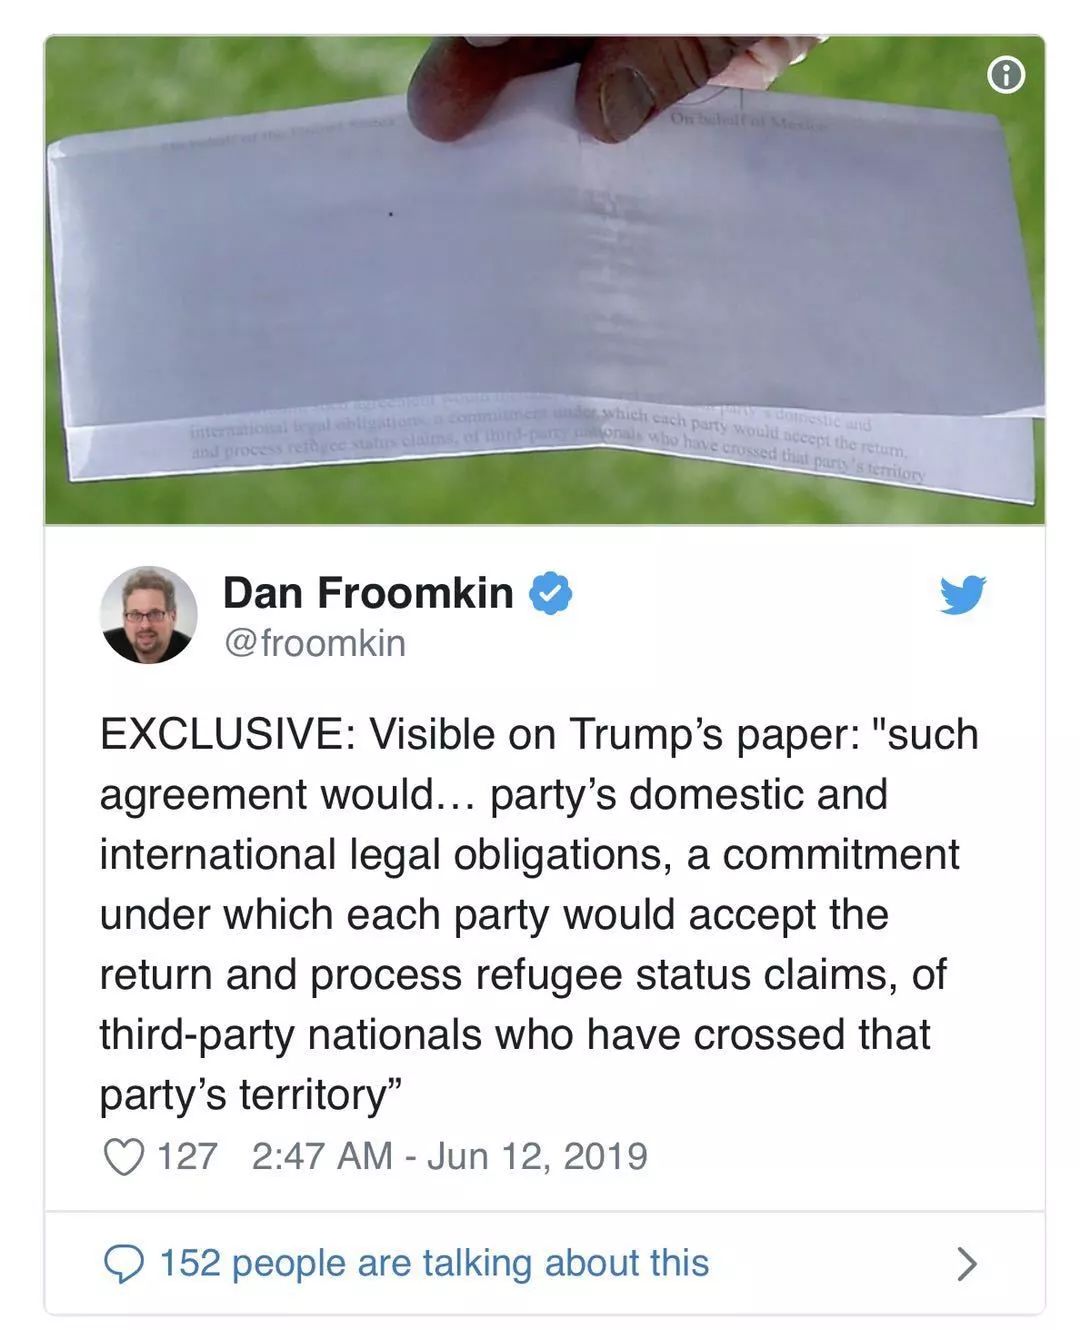 On behalf of the United States
On behalf of Mexico
such agreement would
party's domestic and
international legal obligations, a commitment under which each party would accept the return,
and process refugee status claims, of third-party nationals who have crossed that party's territory
Dan Froomkin
@froomkin
EXCLUSIVE: Visible on Trump’s paper: "such
agreement would… party’s domestic and
international legal obligations, a commitment
under which each party would accept the
return and process refugee status claims, of
third-party nationals who have crossed that
party’s territory”
127 2:47 AM - Jun 12, 2019
152 people are talking about this